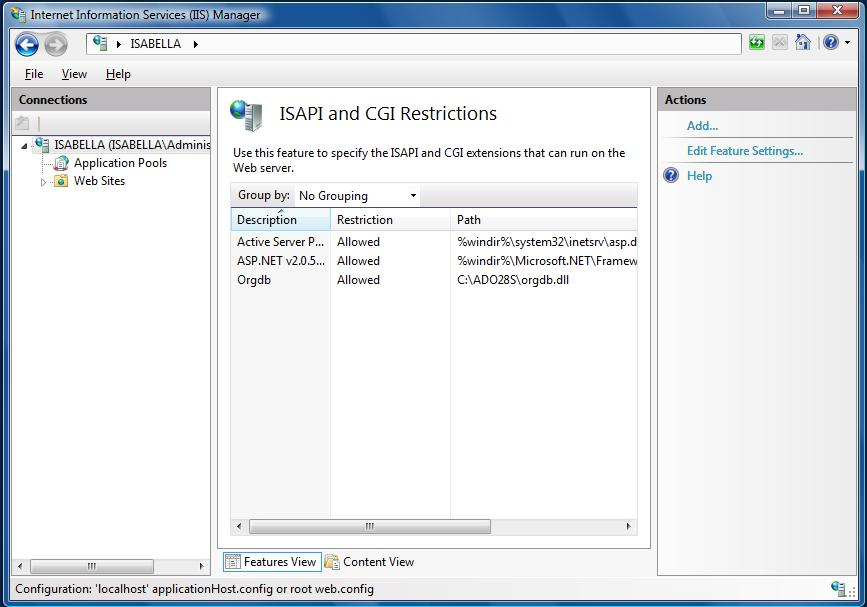 Internet Information Services (IIS) Manager
ISABELLA
File View Help
Connections
ISABELLA (ISABELLA\Adminis
Application Pools
Web Sites
ISAPI and CGI Restrictions
Use this feature to specify the ISAPI and CGI extensions that can run on the
Web server.
Group by: No Grouping
Description Restriction Path
Active Server P... Allowed %windir%\system32\inetsrv\asp.d
ASP.NET v2.0.5... Allowed %windir%\Microsoft.NET\Framew
Orgdb Allowed C:\ADO28S\orgdb.dll
Features View Content View
Actions
Add...
Edit Feature Settings...
Help
Configuration: 'localhost' applicationHost.config or root web.config